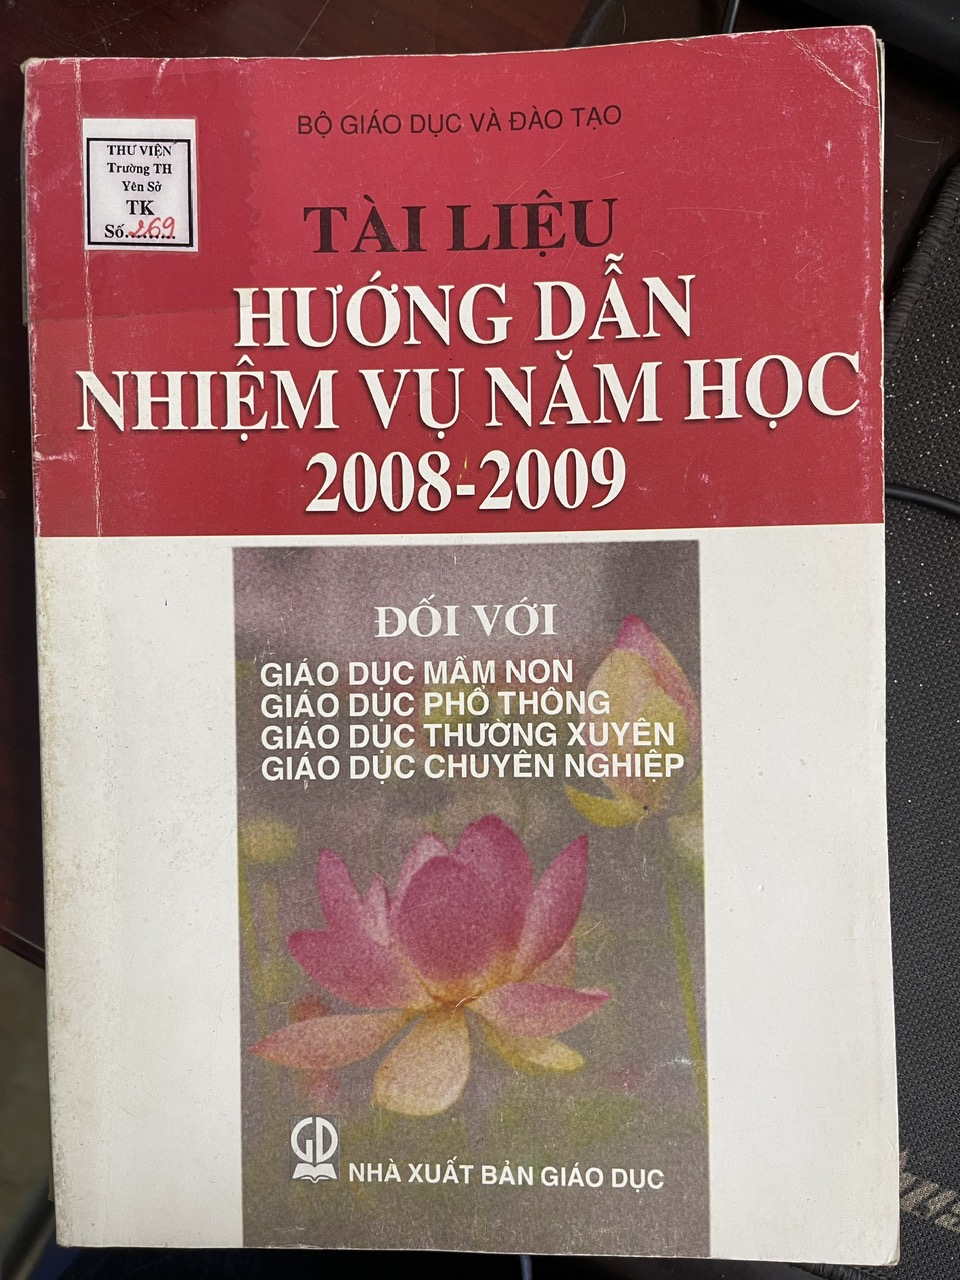 BỘ GIÁO DỤC VÀ ĐÀO TẠO
THƯ VIỆN
Trường TH
Yên Sở
TK
Số.269
TÀI LIỆU
HƯỚNG DẪN
NHIỆM VỤ NĂM HỌC
2008-2009
ĐỐI VỚI
GIÁO DỤC MẦM NON
GIÁO DỤC PHỔ THÔNG
GIÁO DỤC THƯỜNG XUYÊN
GIÁO DỤC CHUYÊN NGHIỆP
GD
NHÀ XUẤT BẢN GIÁO DỤC